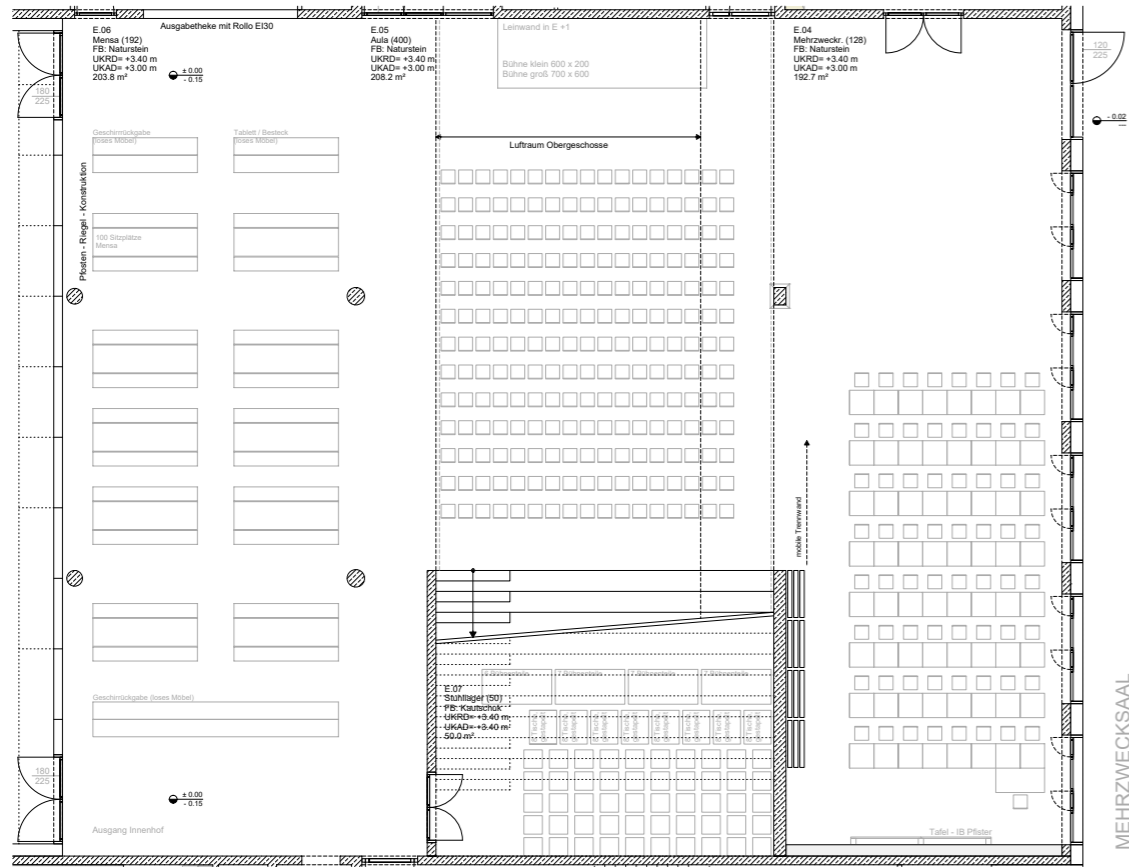 E.06
Mensa (192)
FB: Naturstein
UKRD= +3.40 m
UKAD= +3.00 m
203.8 m²
Ausgabetheke mit Rollo EI30
± 0.00
- 0.15
E.05
Aula (400)
FB: Naturstein
UKRD= +3.40 m
UKAD= +3.00 m
208.2 m²
Leinwand in E +1
Bühne klein 600 x 200
Bühne groß 700 x 600
E.04
Mehrzweckr. (128)
FB: Naturstein
UKRD= +3.40 m
UKAD= +3.00 m
192.7 m²
120
225
- 0.02
180
225
Geschirrückgabe
(loses Möbel)
Tablett / Besteck
(loses Möbel)
Luftraum Obergeschosse
Pfosten - Riegel - Konstruktion
100 Sitzplätze
Mensa
mobile Trennwand
E.07
Stuhllager (50)
FB: Kautschuk
UKRD= +3.40 m
UKAD= +3.40 m
50.0 m²
Geschirrückgabe (loses Möbel)
180
225
± 0.00
- 0.15
Ausgang Innenhof
Tafel - IB Pfister
MEHRZWECKSAAL